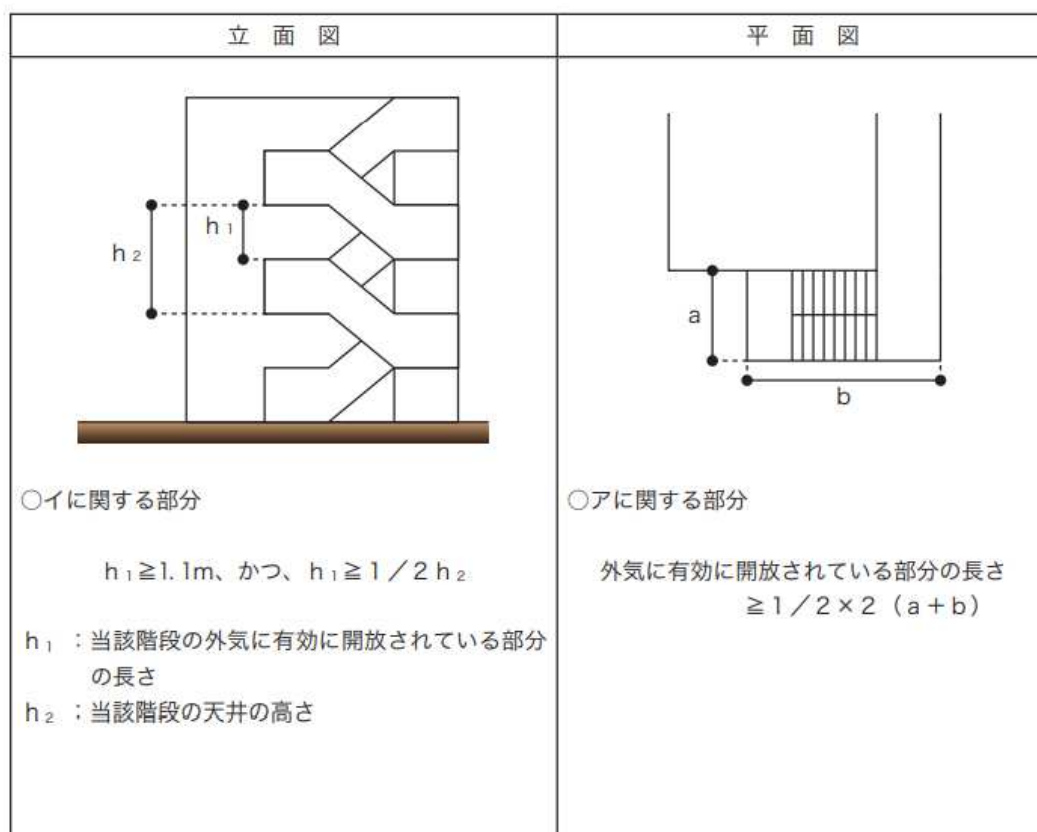 立 面 図
平 面 図
h₁
h₂
a
b
○イに関する部分
h₁≧1.1m、かつ、h₁≧1／2h₂
h₁ ：当該階段の外気に有効に開放されている部分
の長さ
h₂ ；当該階段の天井の高さ
○アに関する部分
外気に有効に開放されている部分の長さ
≧1／2×2（a＋b）